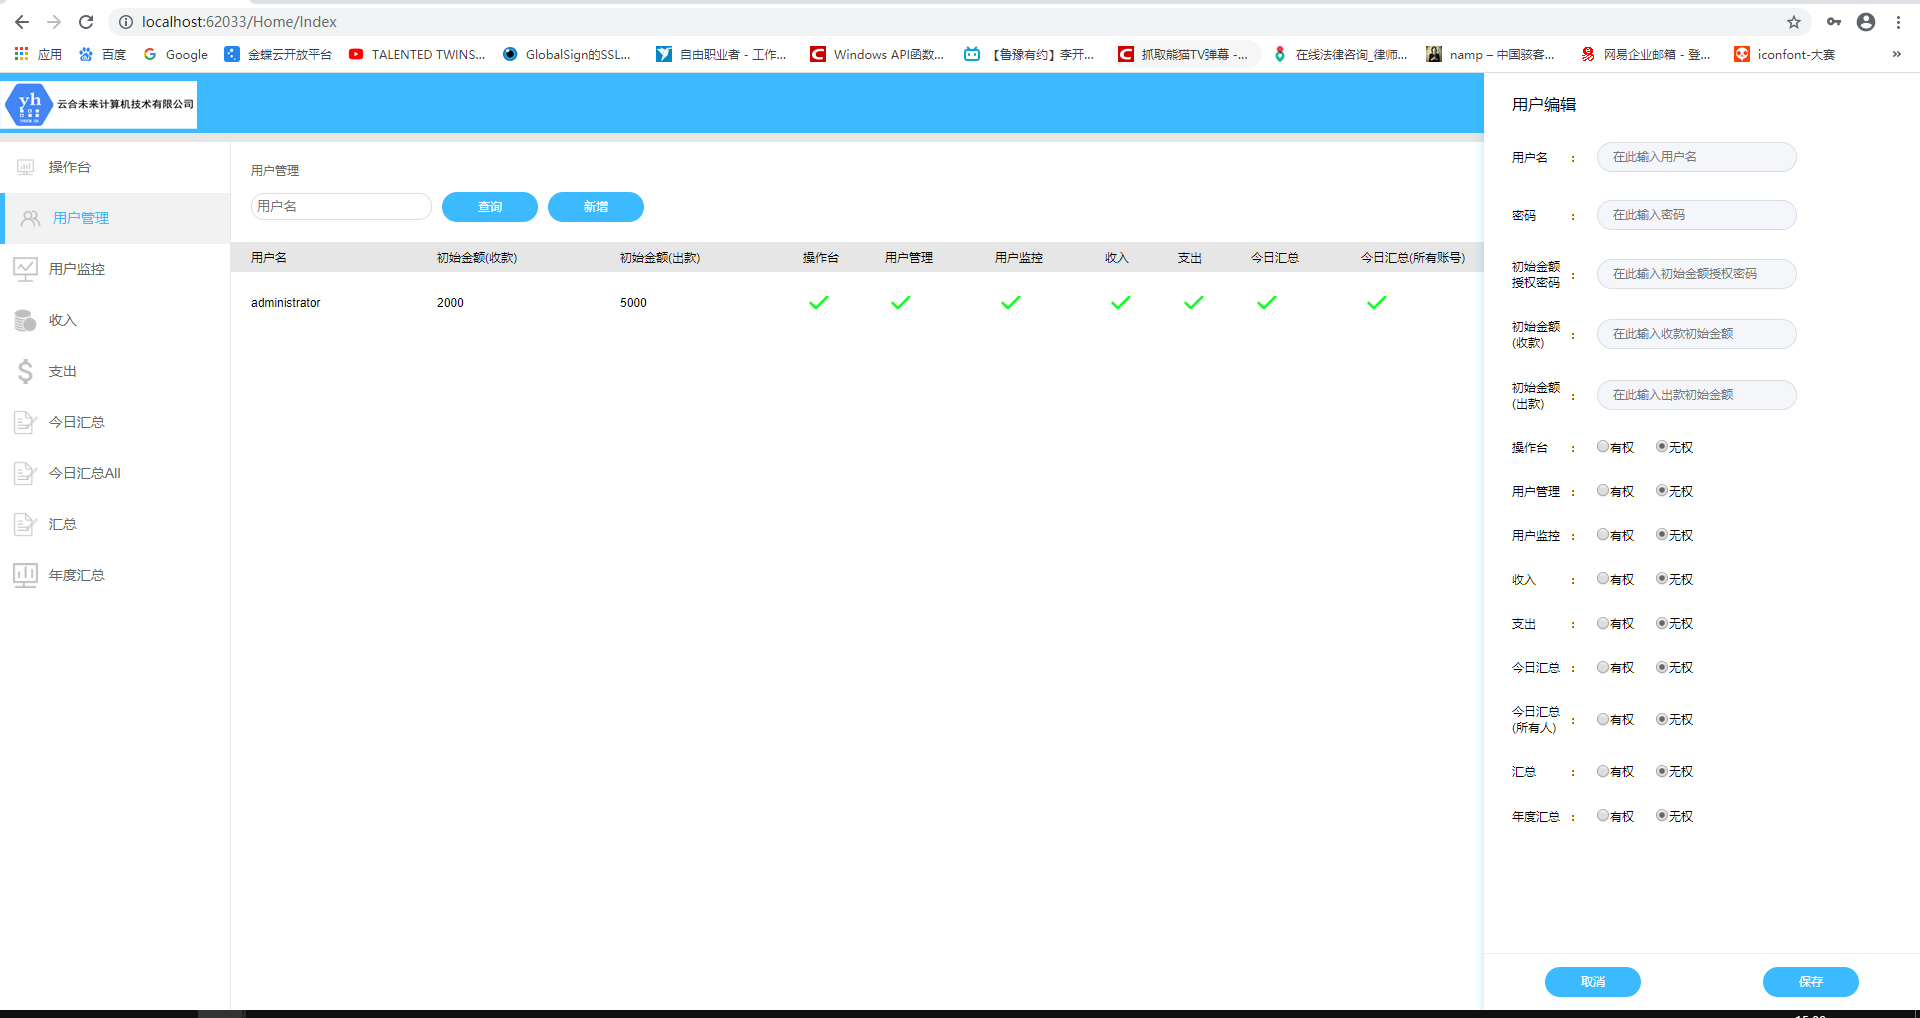 localhost:62033/Home/Index
应用 百度 Google 金蝶云开放平台 TALENTED TWINS... GlobalSign的SSL... 自由职业者 - 工作... Windows API函数... 【鲁豫有约】李开... 抓取熊猫TV弹幕 -... 在线法律咨询_律师... namp – 中国骇客... 网易企业邮箱 - 登... iconfont-大赛 »
yh 云合未来计算机技术有限公司
操作台
用户管理
用户监控
收入
支出
今日汇总
今日汇总All
汇总
年度汇总
用户管理
用户名 查询 新增
用户名 初始金额(收款) 初始金额(出款) 操作台 用户管理 用户监控 收入 支出 今日汇总 今日汇总(所有账号)
administrator 2000 5000
用户编辑
用户名 : 在此输入用户名
密码 : 在此输入密码
初始金额
授权密码 : 在此输入初始金额授权密码
初始金额
(收款) : 在此输入收款初始金额
初始金额
(出款) : 在此输入出款初始金额
操作台 : 有权 无权
用户管理 : 有权 无权
用户监控 : 有权 无权
收入 : 有权 无权
支出 : 有权 无权
今日汇总 : 有权 无权
今日汇总
(所有人) : 有权 无权
汇总 : 有权 无权
年度汇总 : 有权 无权
取消 保存